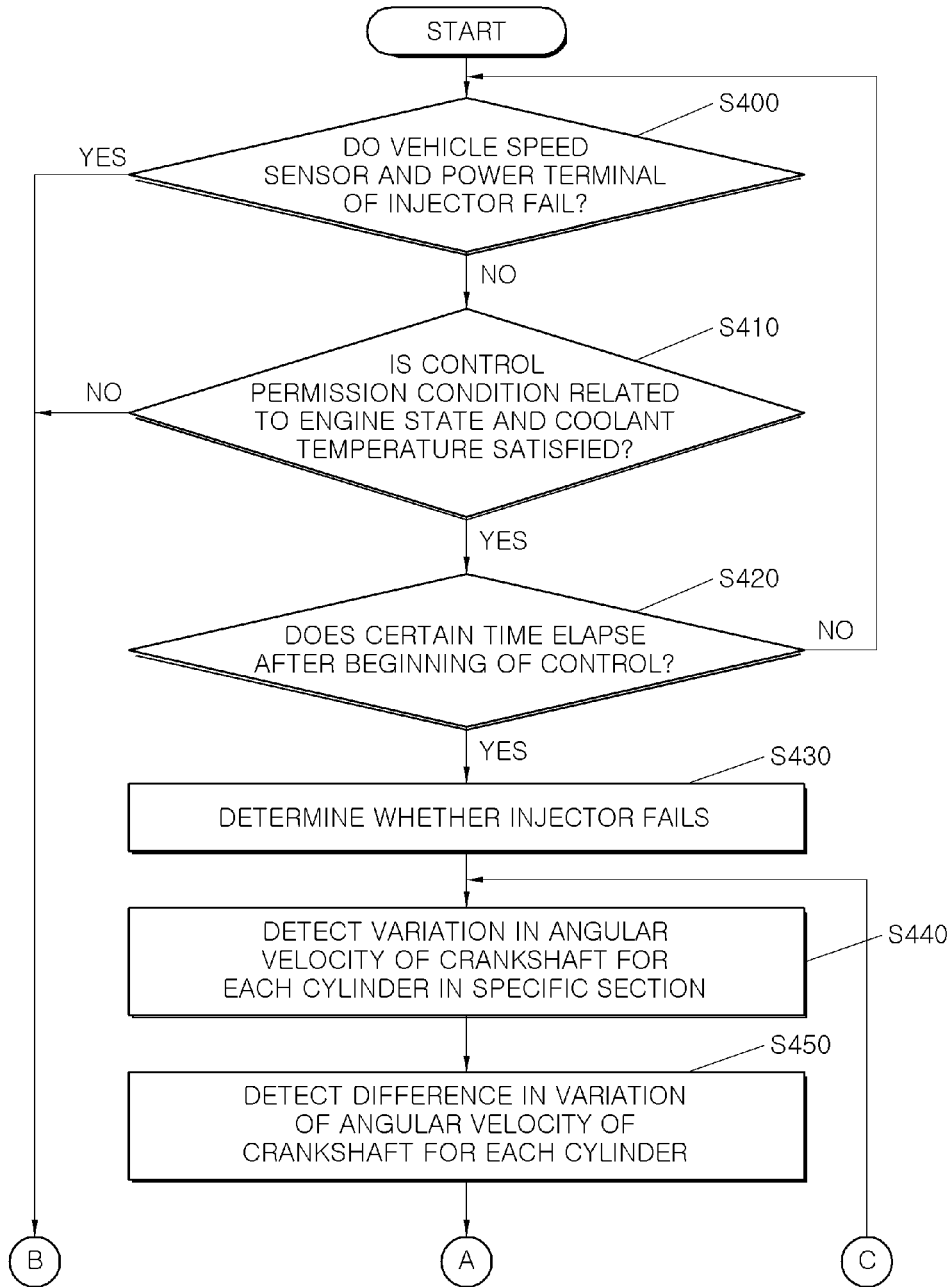 START
S400
YES
DO VEHICLE SPEED
SENSOR AND POWER TERMINAL
OF INJECTOR FAIL?
NO
S410
IS CONTROL
NO
PERMISSION CONDITION RELATED
TO ENGINE STATE AND COOLANT
TEMPERATURE SATISFIED?
YES
S420
NO
DOES CERTAIN TIME ELAPSE
AFTER BEGINNING OF CONTROL?
YES
S430
DETERMINE WHETHER INJECTOR FAILS
DETECT VARIATION IN ANGULAR
VELOCITY OF CRANKSHAFT FOR
EACH CYLINDER IN SPECIFIC SECTION
S440
S450
DETECT DIFFERENCE IN VARIATION
OF ANGULAR VELOCITY OF
CRANKSHAFT FOR EACH CYLINDER
B
A
C